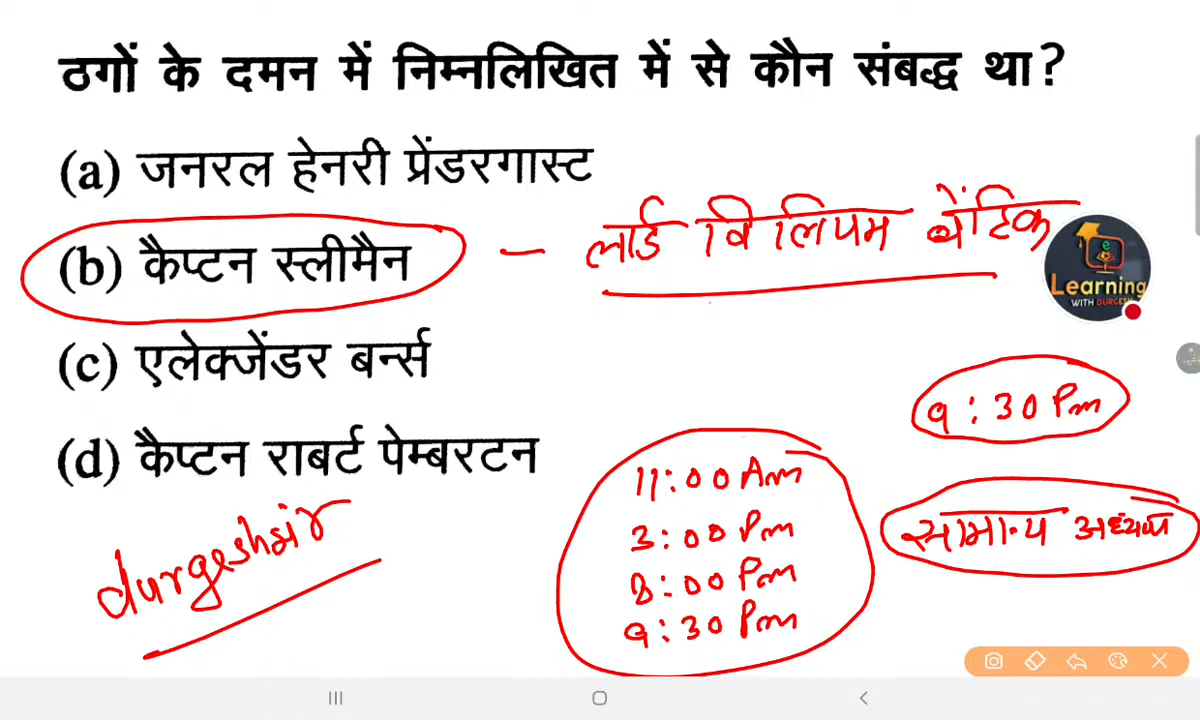 ठगों के दमन में निम्नलिखित में से कौन संबद्ध था?
(a) जनरल हेनरी प्रेंडरगास्ट
(b) कैप्टन स्लीमैन – लार्ड विलियम बेंटिक
Learning
WITH DURGESH
(c) एलेक्जेंडर बर्न्स
9:30 Pm
(d) कैप्टन राबर्ट पेम्बरटन
11:00 Am
3:00 Pm
8:00 Pm
9:30 Pm
सामान्य अध्ययन
durgeshsir